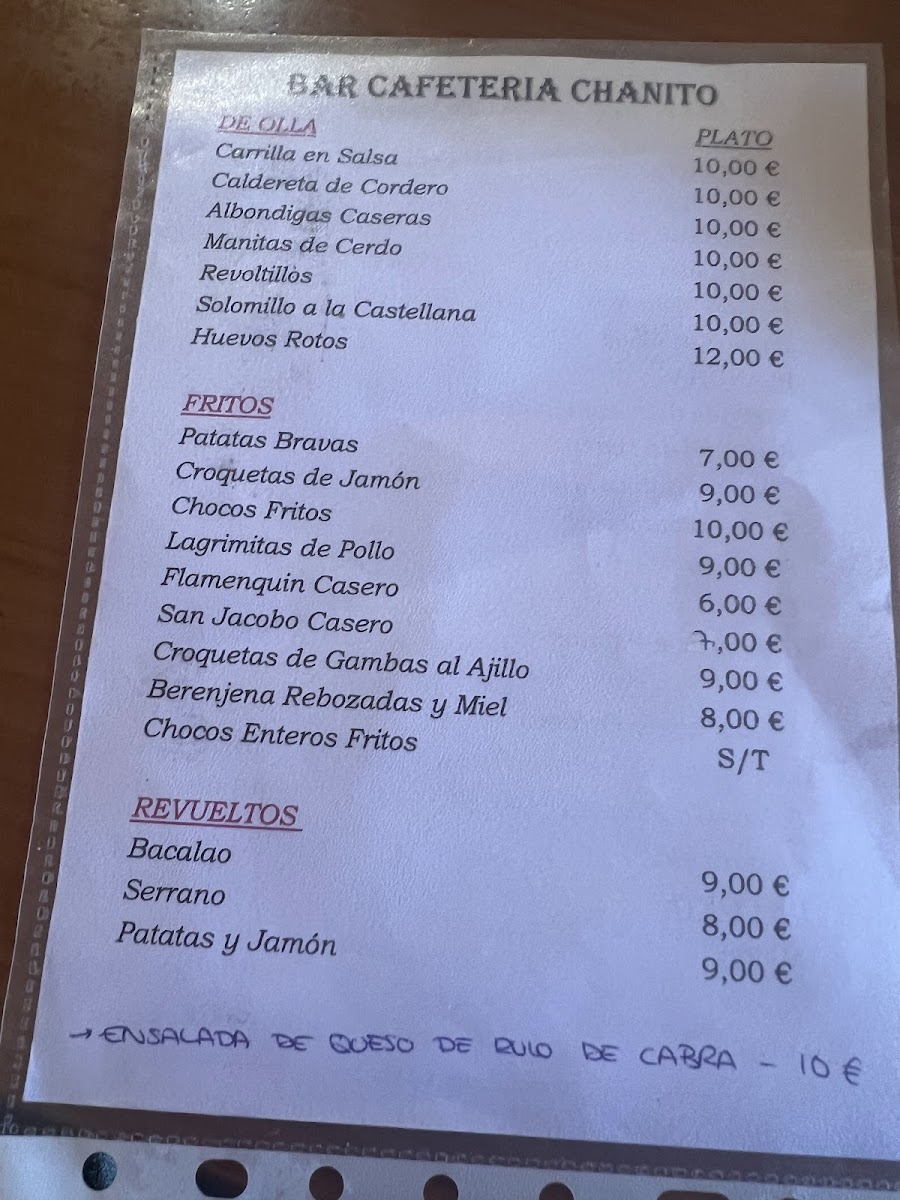 BAR CAFETERIA CHANITO
DE OLLA PLATO
Carrilla en Salsa 10,00 €
Caldereta de Cordero 10,00 €
Albondigas Caseras 10,00 €
Manitas de Cerdo 10,00 €
Revoltillos 10,00 €
Solomillo a la Castellana 10,00 €
Huevos Rotos 12,00 €
FRITOS
Patatas Bravas 7,00 €
Croquetas de Jamón 9,00 €
Chocos Fritos 10,00 €
Lagrimitas de Pollo 9,00 €
Flamenquin Casero 6,00 €
San Jacobo Casero 7,00 €
Croquetas de Gambas al Ajillo 9,00 €
Berenjena Rebozadas y Miel 8,00 €
Chocos Enteros Fritos S/T
REVUELTOS
Bacalao 9,00 €
Serrano 8,00 €
Patatas y Jamón 9,00 €
→ ENSALADA DE QUESO DE RULO DE CABRA - 10 €